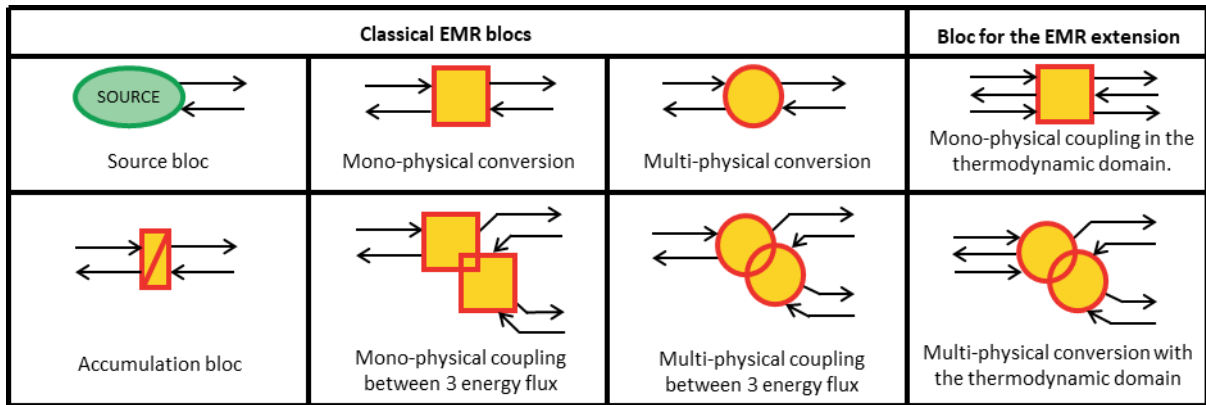 Classical EMR blocs
Bloc for the EMR extension
SOURCE
Source bloc
Mono-physical conversion
Multi-physical conversion
Mono-physical coupling in the
thermodynamic domain.
Accumulation bloc
Mono-physical coupling
between 3 energy flux
Multi-physical coupling
between 3 energy flux
Multi-physical conversion with
the thermodynamic domain